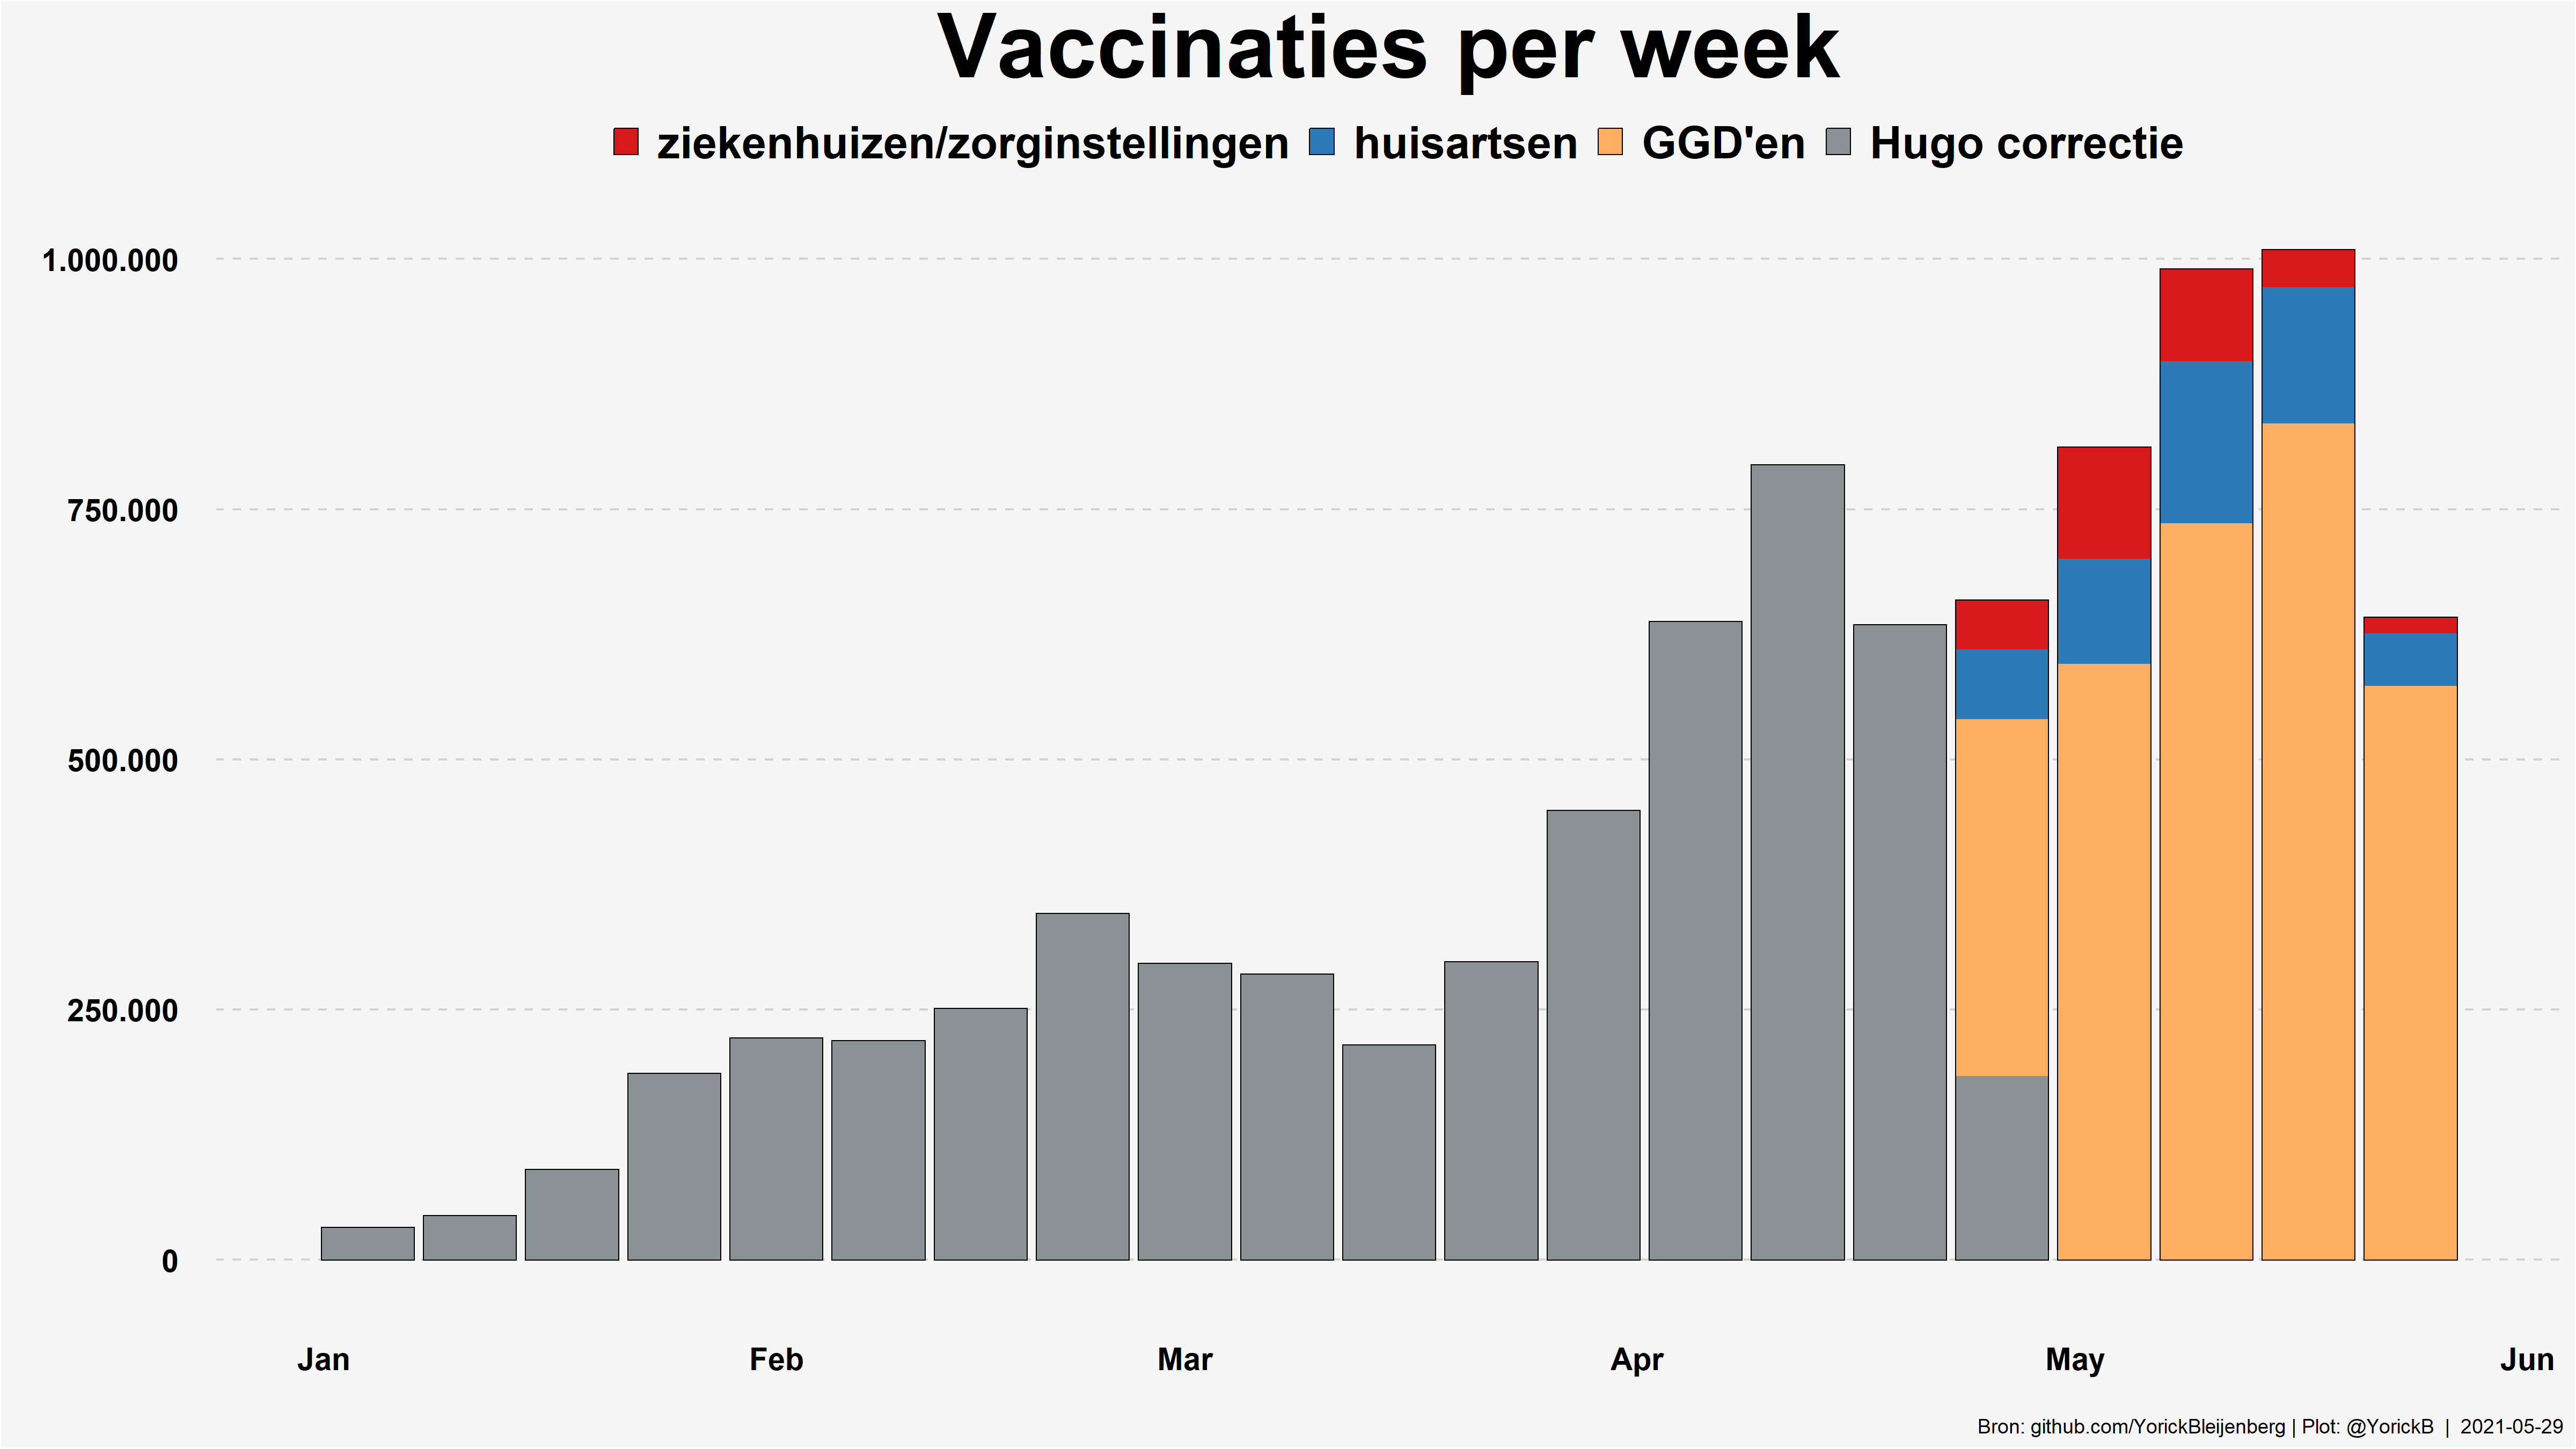 Vaccinaties per week
ziekenhuizen/zorginstellingen huisartsen GGD'en Hugo correctie
1.000.000
750.000
500.000
250.000
0
Jan Feb Mar Apr May Jun
Bron: github.com/YorickBleijenberg | Plot: @YorickB | 2021-05-29